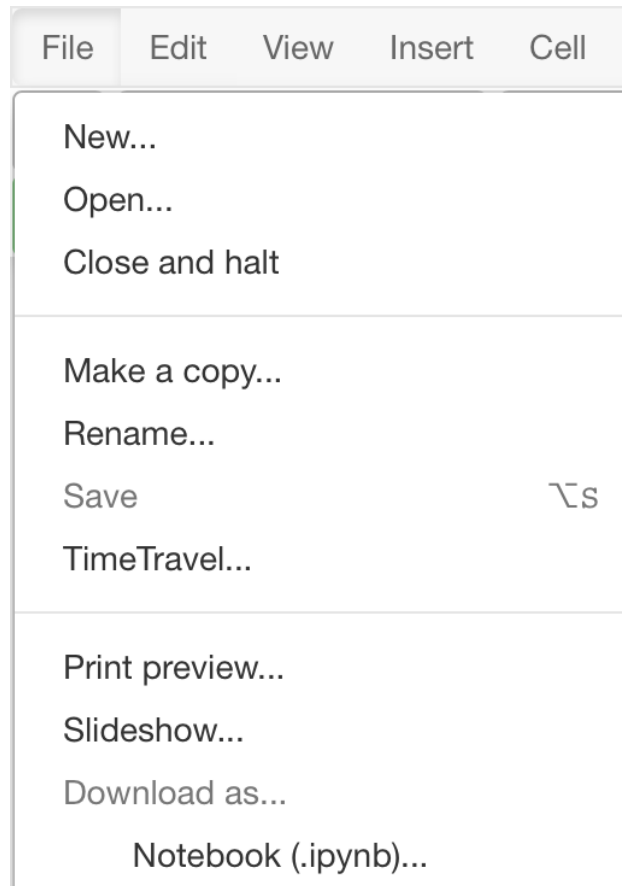 File Edit View Insert Cell
New...
Open...
Close and halt
Make a copy...
Rename...
Save ⌥S
TimeTravel...
Print preview...
Slideshow...
Download as...
Notebook (.ipynb)...